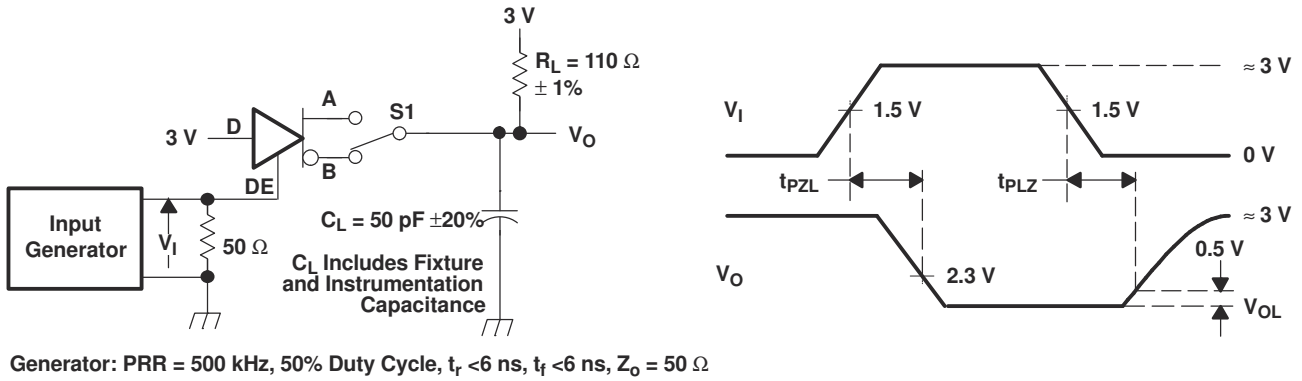 3 V
R_L = 110 Ω
± 1%
A
S1
V_O
3 V
D
B
DE
Input
Generator
V_I
50 Ω
C_L = 50 pF ±20%
C_L Includes Fixture
and Instrumentation
Capacitance
V_I
1.5 V
1.5 V
≈ 3 V
0 V
t_PZL
t_PLZ
≈ 3 V
V_O
2.3 V
0.5 V
V_OL
Generator: PRR = 500 kHz, 50% Duty Cycle, t_r <6 ns, t_f <6 ns, Z_o = 50 Ω